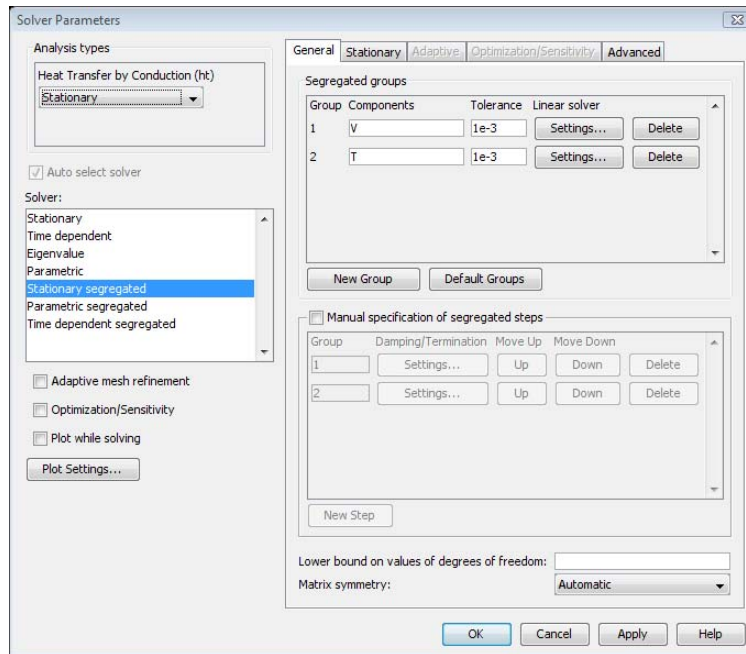 Solver Parameters
Analysis types
Heat Transfer by Conduction (ht)
Stationary
Auto select solver
Solver:
Stationary
Time dependent
Eigenvalue
Parametric
Stationary segregated
Parametric segregated
Time dependent segregated
Adaptive mesh refinement
Optimization/Sensitivity
Plot while solving
Plot Settings...
General Stationary Adaptive Optimization/Sensitivity Advanced
Segregated groups
Group Components Tolerance Linear solver
1 V 1e-3 Settings... Delete
2 T 1e-3 Settings... Delete
New Group Default Groups
Manual specification of segregated steps
Group Damping/Termination Move Up Move Down
1 Settings... Up Down Delete
2 Settings... Up Down Delete
New Step
Lower bound on values of degrees of freedom:
Matrix symmetry: Automatic
OK Cancel Apply Help